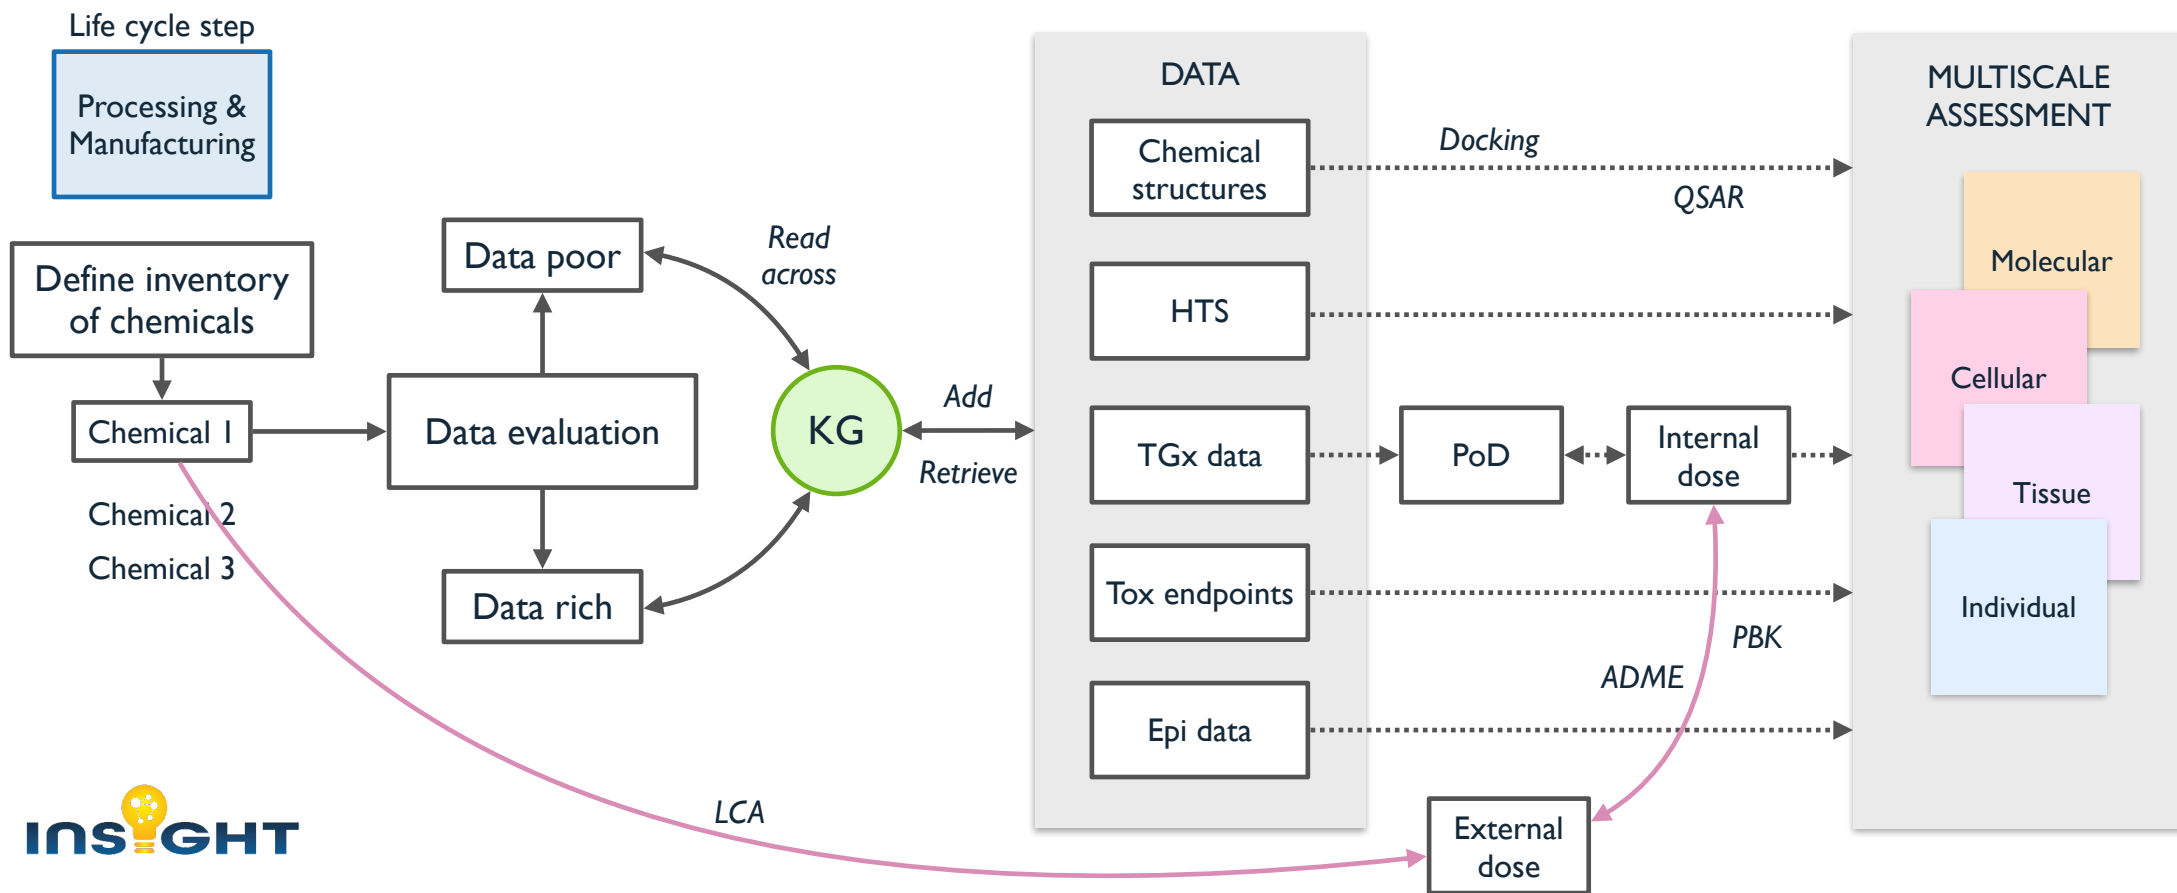 Life cycle step
Processing &
Manufacturing
Define inventory
of chemicals
Chemical 1
Chemical 2
Chemical 3
Data poor
Data evaluation
Data rich
Read
across
KG
Add
Retrieve
DATA
Chemical
structures
HTS
TGx data
Tox endpoints
Epi data
Docking
QSAR
PoD
Internal
dose
PBK
ADME
LCA
External
dose
MULTISCALE
ASSESSMENT
Molecular
Cellular
Tissue
Individual
INSIGHT